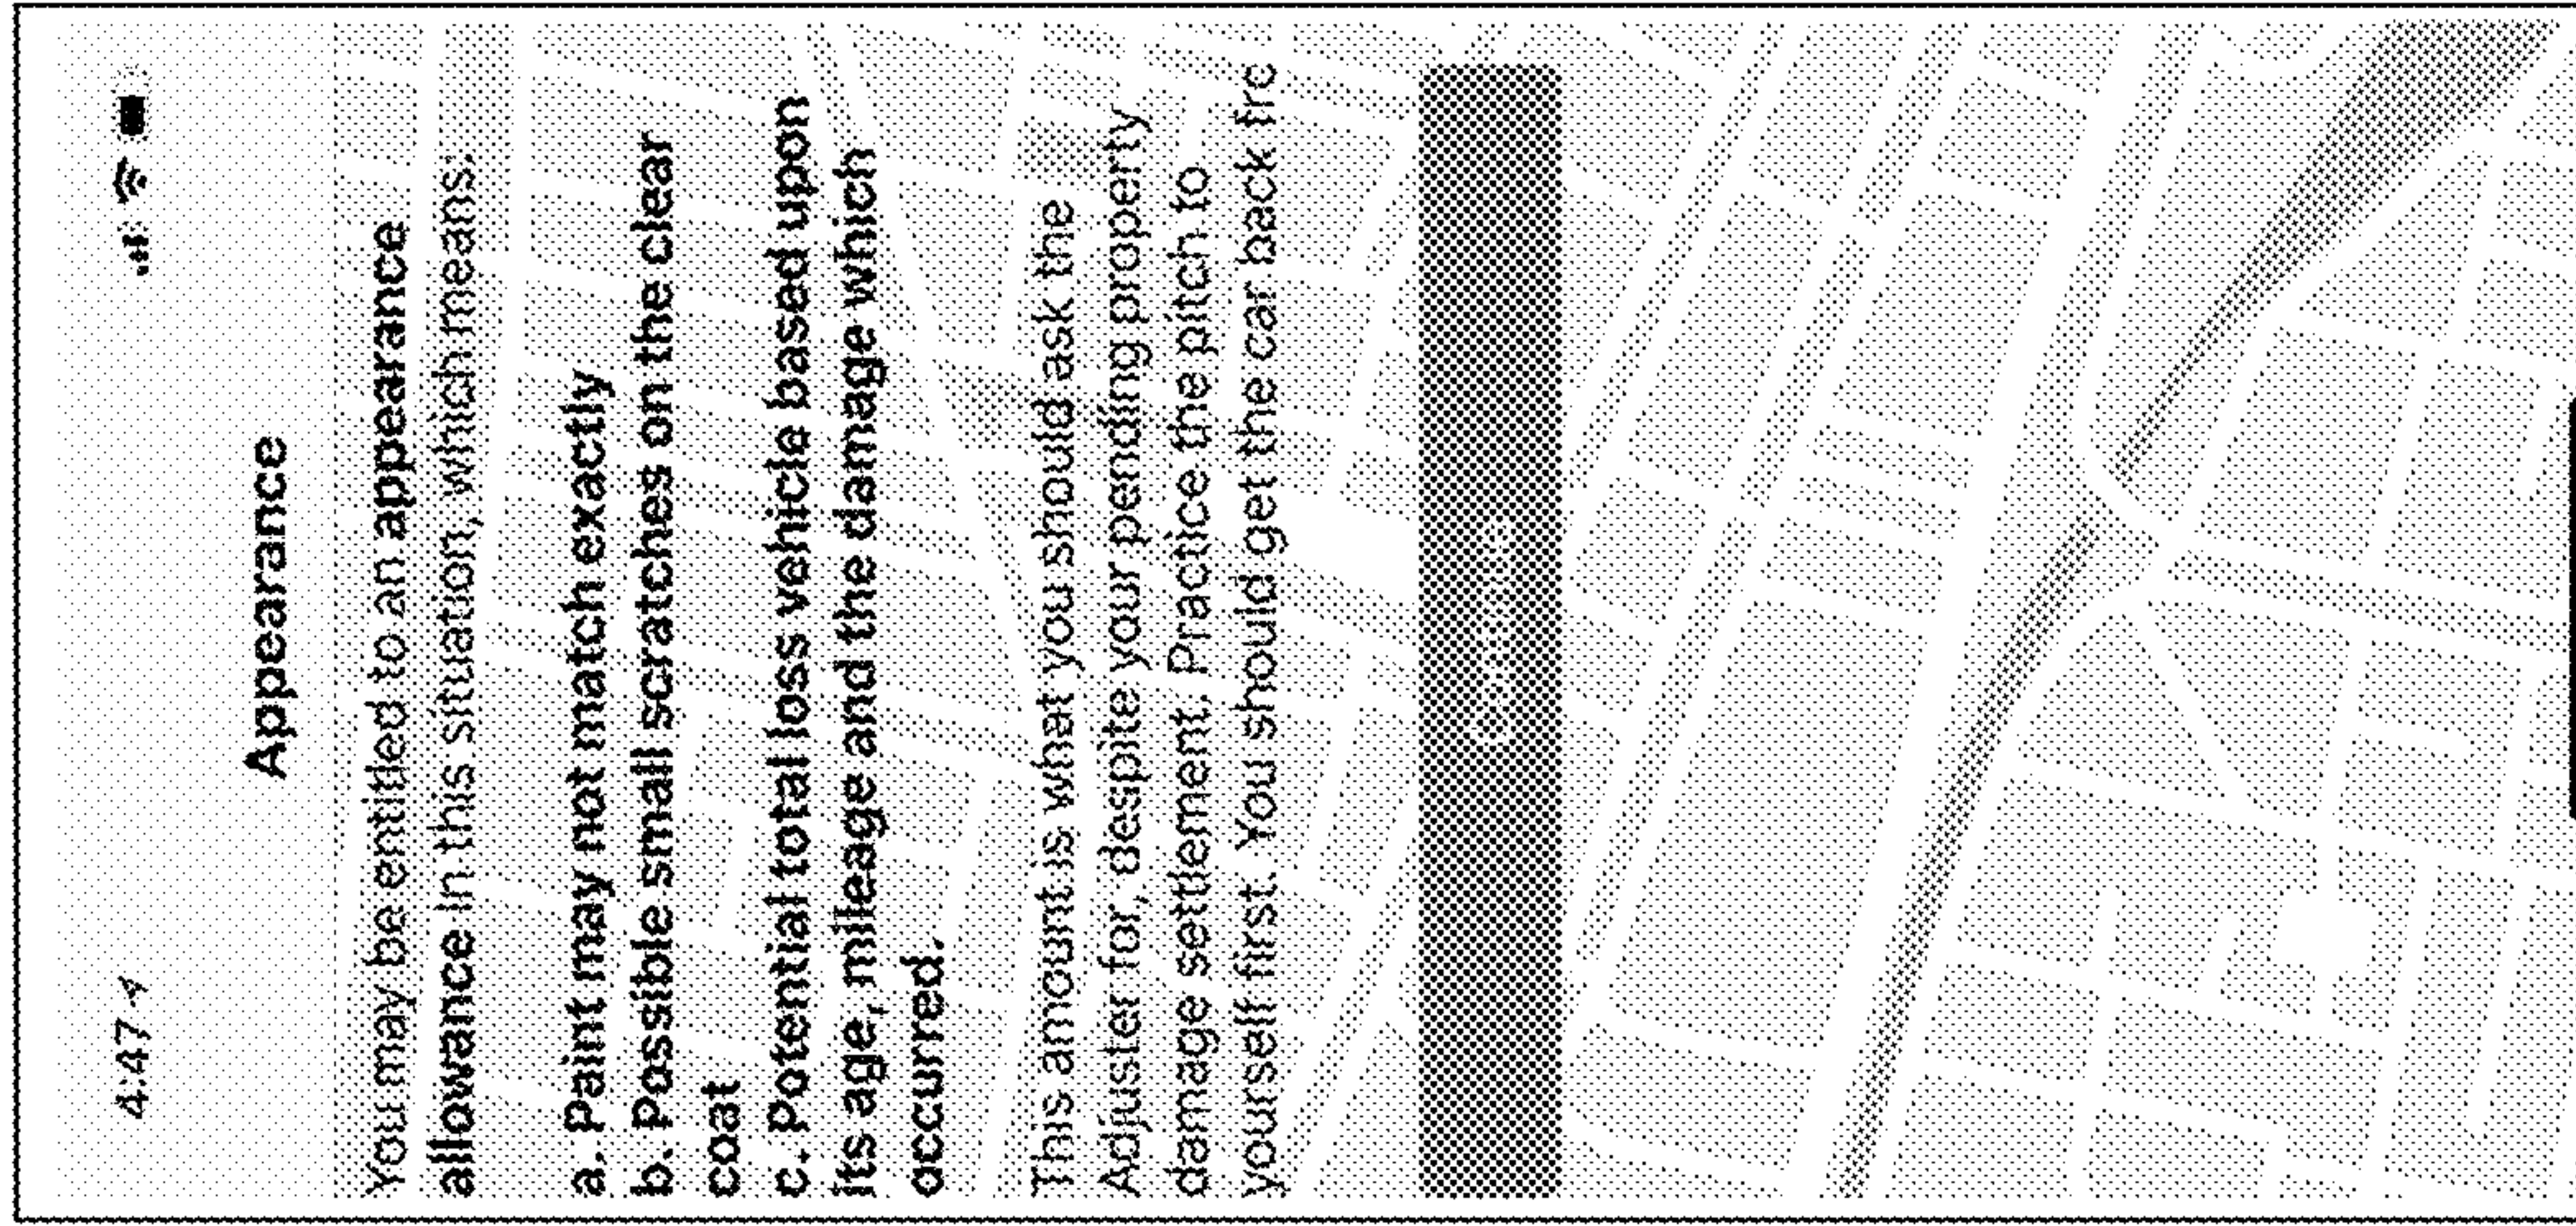 4:47
Appearance
You may be entitled to an appearance
allowance in this situation, which means:
a. Paint may not match exactly
b. Possible small scratches on the clear
coat
c. Potential total loss vehicle based upon
its age, mileage and the damage which
occurred.
This amount is what you should ask the
Adjuster for, despite your pending property
damage settlement. Practice the pitch to
yourself first. You should get the car back fro